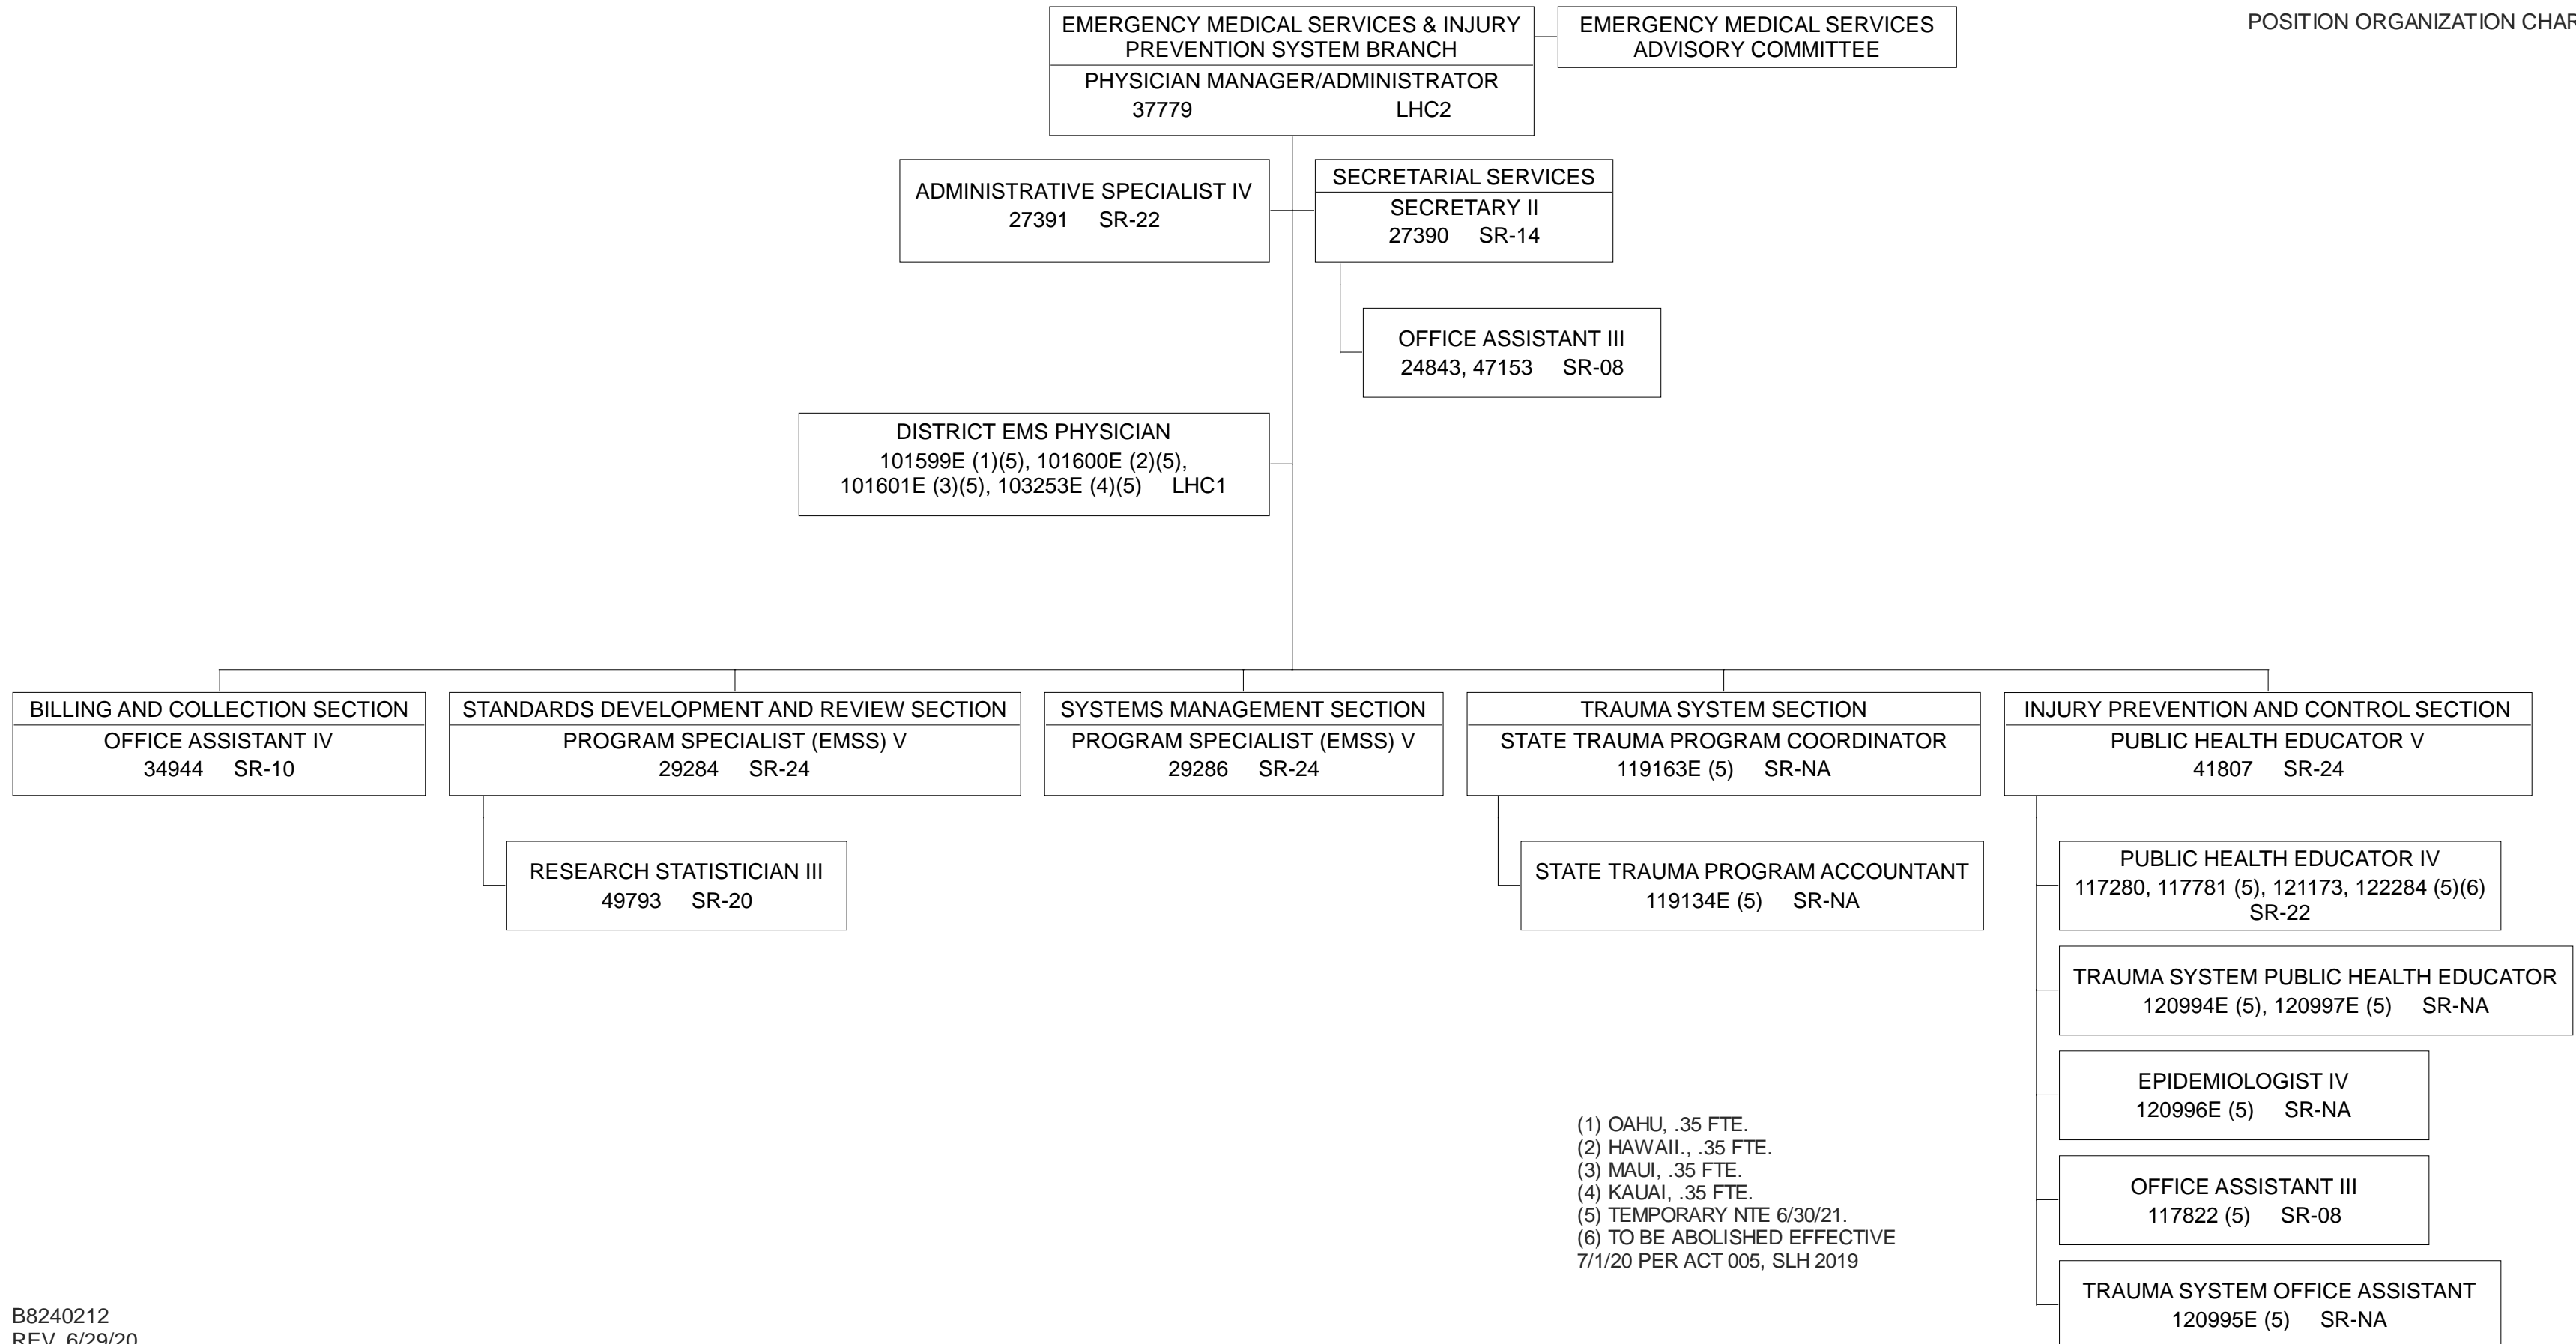 POSITION ORGANIZATION CHAR
EMERGENCY MEDICAL SERVICES & INJURY
PREVENTION SYSTEM BRANCH
PHYSICIAN MANAGER/ADMINISTRATOR
37779 LHC2
EMERGENCY MEDICAL SERVICES
ADVISORY COMMITTEE
ADMINISTRATIVE SPECIALIST IV
27391 SR-22
SECRETARIAL SERVICES
SECRETARY II
27390 SR-14
OFFICE ASSISTANT III
24843, 47153 SR-08
DISTRICT EMS PHYSICIAN
101599E (1)(5), 101600E (2)(5),
101601E (3)(5), 103253E (4)(5) LHC1
BILLING AND COLLECTION SECTION
OFFICE ASSISTANT IV
34944 SR-10
STANDARDS DEVELOPMENT AND REVIEW SECTION
PROGRAM SPECIALIST (EMSS) V
29284 SR-24
RESEARCH STATISTICIAN III
49793 SR-20
SYSTEMS MANAGEMENT SECTION
PROGRAM SPECIALIST (EMSS) V
29286 SR-24
TRAUMA SYSTEM SECTION
STATE TRAUMA PROGRAM COORDINATOR
119163E (5) SR-NA
STATE TRAUMA PROGRAM ACCOUNTANT
119134E (5) SR-NA
INJURY PREVENTION AND CONTROL SECTION
PUBLIC HEALTH EDUCATOR V
41807 SR-24
PUBLIC HEALTH EDUCATOR IV
117280, 117781 (5), 121173, 122284 (5)(6)
SR-22
TRAUMA SYSTEM PUBLIC HEALTH EDUCATOR
120994E (5), 120997E (5) SR-NA
EPIDEMIOLOGIST IV
120996E (5) SR-NA
OFFICE ASSISTANT III
117822 (5) SR-08
TRAUMA SYSTEM OFFICE ASSISTANT
120995E (5) SR-NA
(1) OAHU, .35 FTE.
(2) HAWAII., .35 FTE.
(3) MAUI, .35 FTE.
(4) KAUAI, .35 FTE.
(5) TEMPORARY NTE 6/30/21.
(6) TO BE ABOLISHED EFFECTIVE
7/1/20 PER ACT 005, SLH 2019
B8240212
REV. 6/29/20